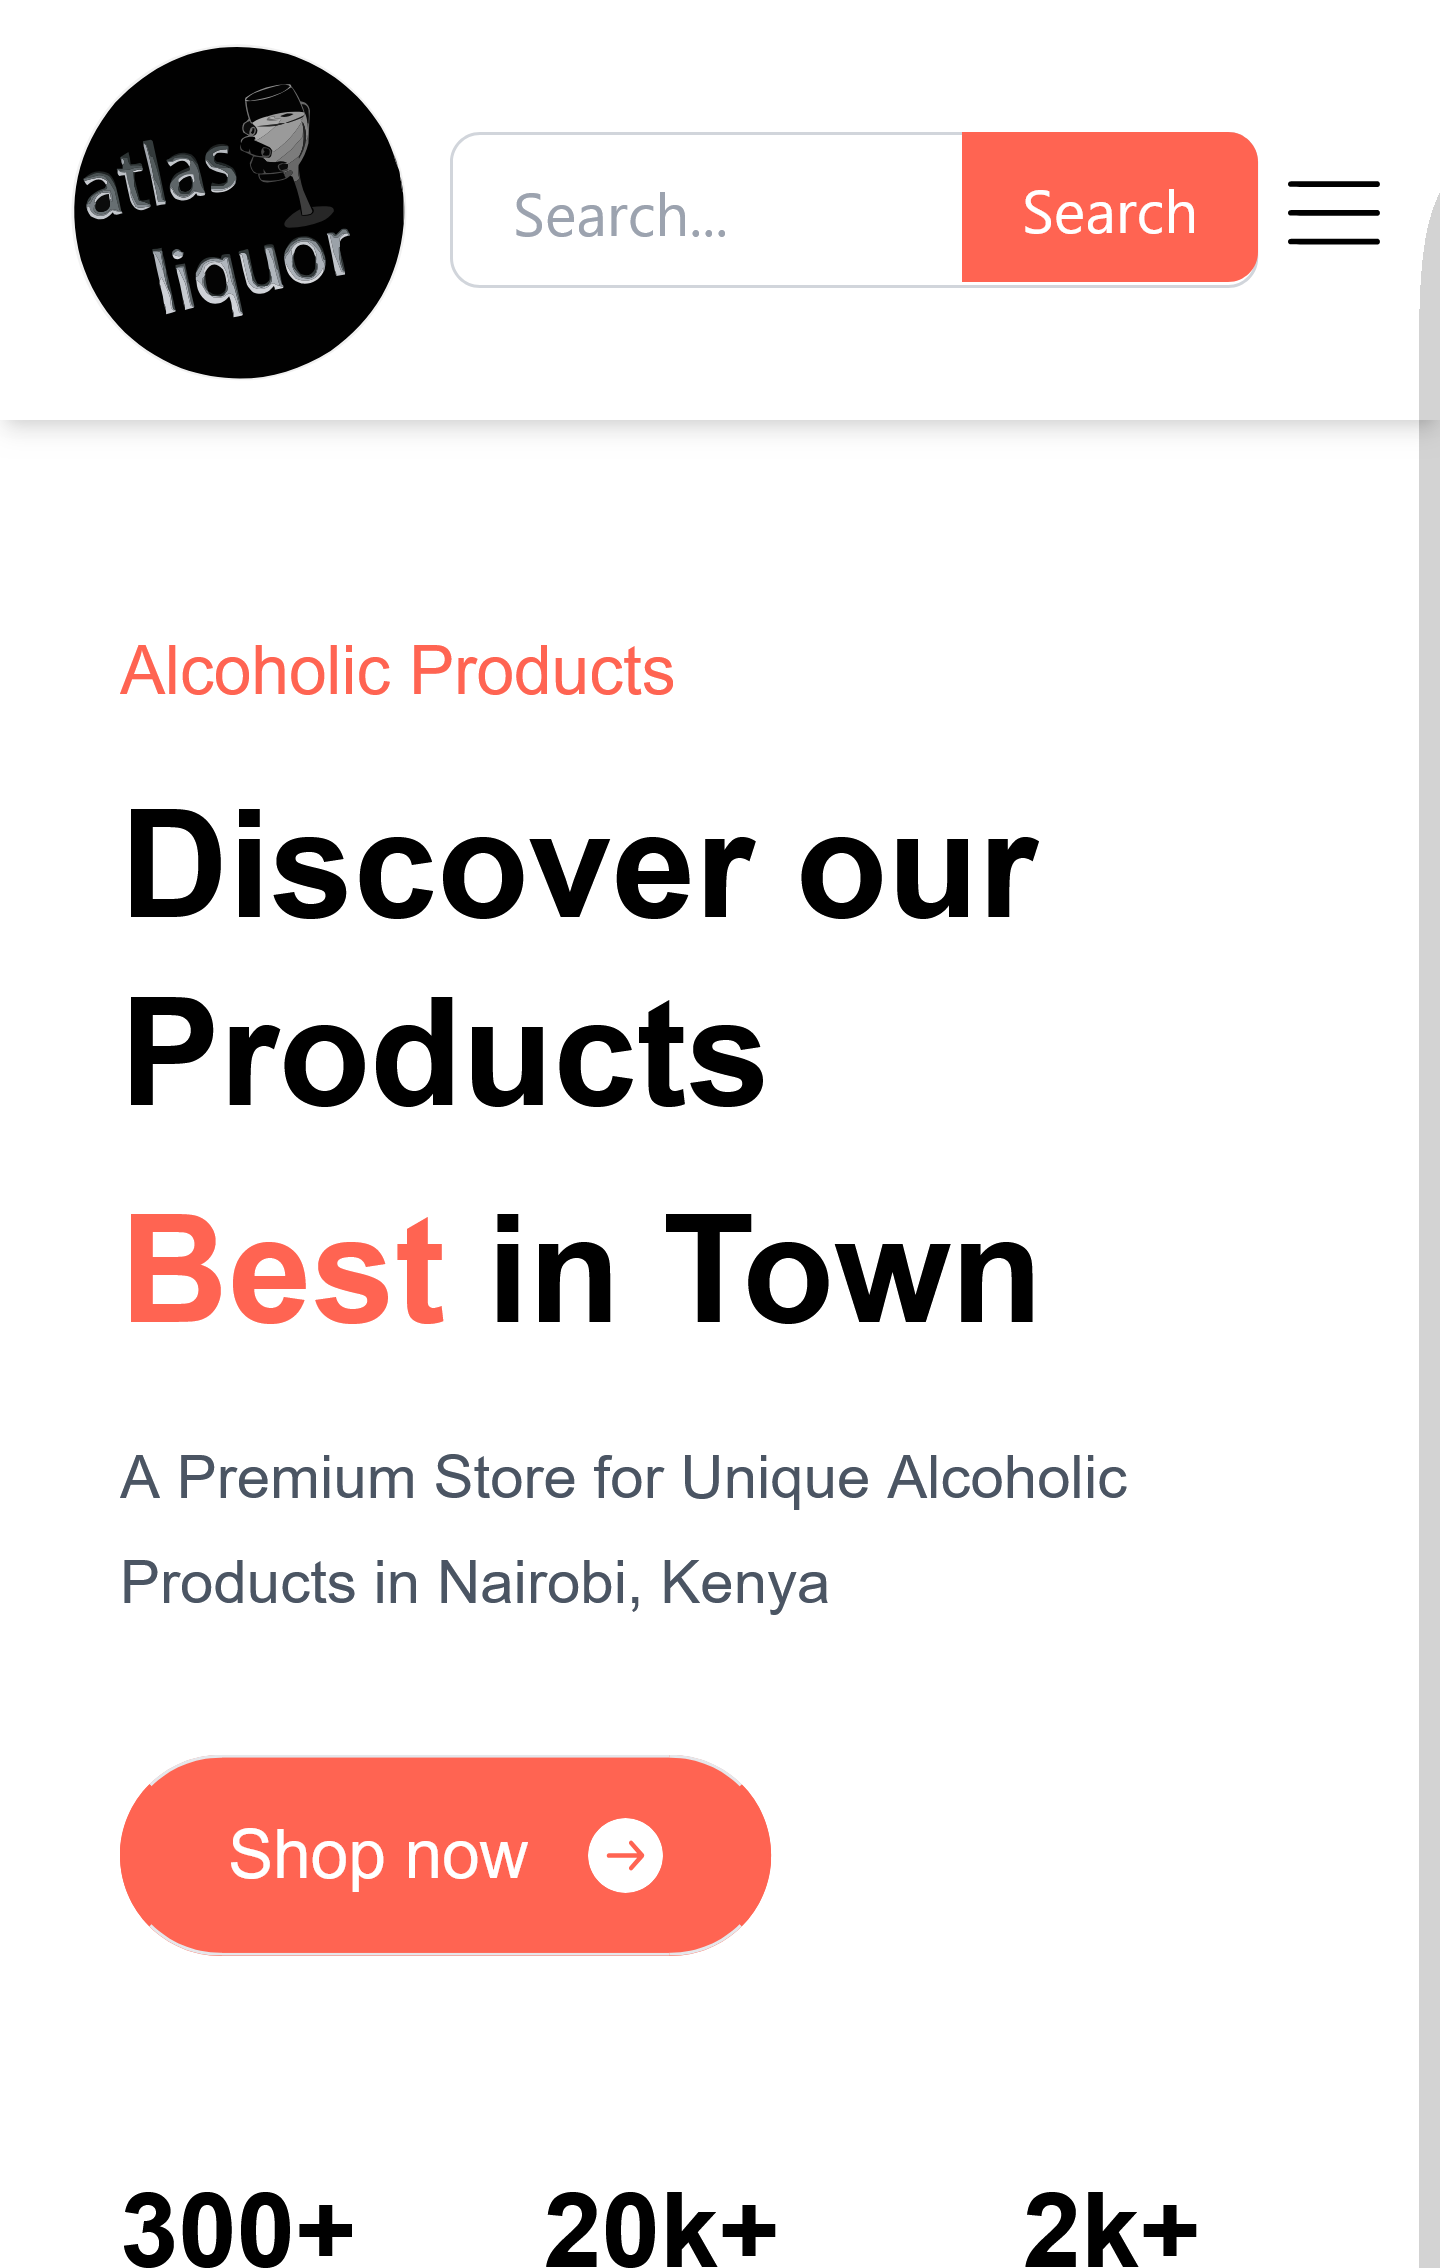 atlas
liquor
Search...
Search
Alcoholic Products
Discover our
Products
Best in Town
A Premium Store for Unique Alcoholic
Products in Nairobi, Kenya
Shop now
300+ 20k+ 2k+